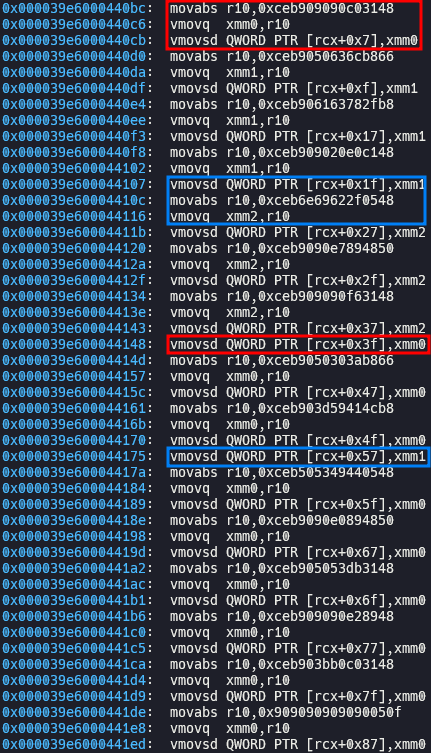 0x000039e6000440bc: movabs r10,0xceb909090c03148
0x000039e6000440c6: vmovq xmm0,r10
0x000039e6000440cb: vmovsd QWORD PTR [rcx+0x7],xmm0
0x000039e6000440d0: movabs r10,0xceb9050636cb866
0x000039e6000440da: vmovq xmm1,r10
0x000039e6000440df: vmovsd QWORD PTR [rcx+0xf],xmm1
0x000039e6000440e4: movabs r10,0xceb906163782fb8
0x000039e6000440ee: vmovq xmm1,r10
0x000039e6000440f3: vmovsd QWORD PTR [rcx+0x17],xmm1
0x000039e6000440f8: movabs r10,0xceb909020e0c148
0x000039e600044102: vmovq xmm1,r10
0x000039e600044107: vmovsd QWORD PTR [rcx+0x1f],xmm1
0x000039e60004410c: movabs r10,0xceb6e69622f0548
0x000039e600044116: vmovq xmm2,r10
0x000039e60004411b: vmovsd QWORD PTR [rcx+0x27],xmm2
0x000039e600044120: movabs r10,0xceb9090e7894850
0x000039e60004412a: vmovq xmm2,r10
0x000039e60004412f: vmovsd QWORD PTR [rcx+0x2f],xmm2
0x000039e600044134: movabs r10,0xceb909090f63148
0x000039e60004413e: vmovq xmm2,r10
0x000039e600044143: vmovsd QWORD PTR [rcx+0x37],xmm2
0x000039e600044148: vmovsd QWORD PTR [rcx+0x3f],xmm0
0x000039e60004414d: movabs r10,0xceb9050303ab866
0x000039e600044157: vmovq xmm0,r10
0x000039e60004415c: vmovsd QWORD PTR [rcx+0x47],xmm0
0x000039e600044161: movabs r10,0xceb903d59414cb8
0x000039e60004416b: vmovq xmm0,r10
0x000039e600044170: vmovsd QWORD PTR [rcx+0x4f],xmm0
0x000039e600044175: vmovsd QWORD PTR [rcx+0x57],xmm1
0x000039e60004417a: movabs r10,0xceb505349440548
0x000039e600044184: vmovq xmm0,r10
0x000039e600044189: vmovsd QWORD PTR [rcx+0x5f],xmm0
0x000039e60004418e: movabs r10,0xceb9090e0894850
0x000039e600044198: vmovq xmm0,r10
0x000039e60004419d: vmovsd QWORD PTR [rcx+0x67],xmm0
0x000039e6000441a2: movabs r10,0xceb905053db3148
0x000039e6000441ac: vmovq xmm0,r10
0x000039e6000441b1: vmovsd QWORD PTR [rcx+0x6f],xmm0
0x000039e6000441b6: movabs r10,0xceb909090e28948
0x000039e6000441c0: vmovq xmm0,r10
0x000039e6000441c5: vmovsd QWORD PTR [rcx+0x77],xmm0
0x000039e6000441ca: movabs r10,0xceb903bb0c03148
0x000039e6000441d4: vmovq xmm0,r10
0x000039e6000441d9: vmovsd QWORD PTR [rcx+0x7f],xmm0
0x000039e6000441de: movabs r10,0x909090909090050f
0x000039e6000441e8: vmovq xmm0,r10
0x000039e6000441ed: vmovsd QWORD PTR [rcx+0x87],xmm0